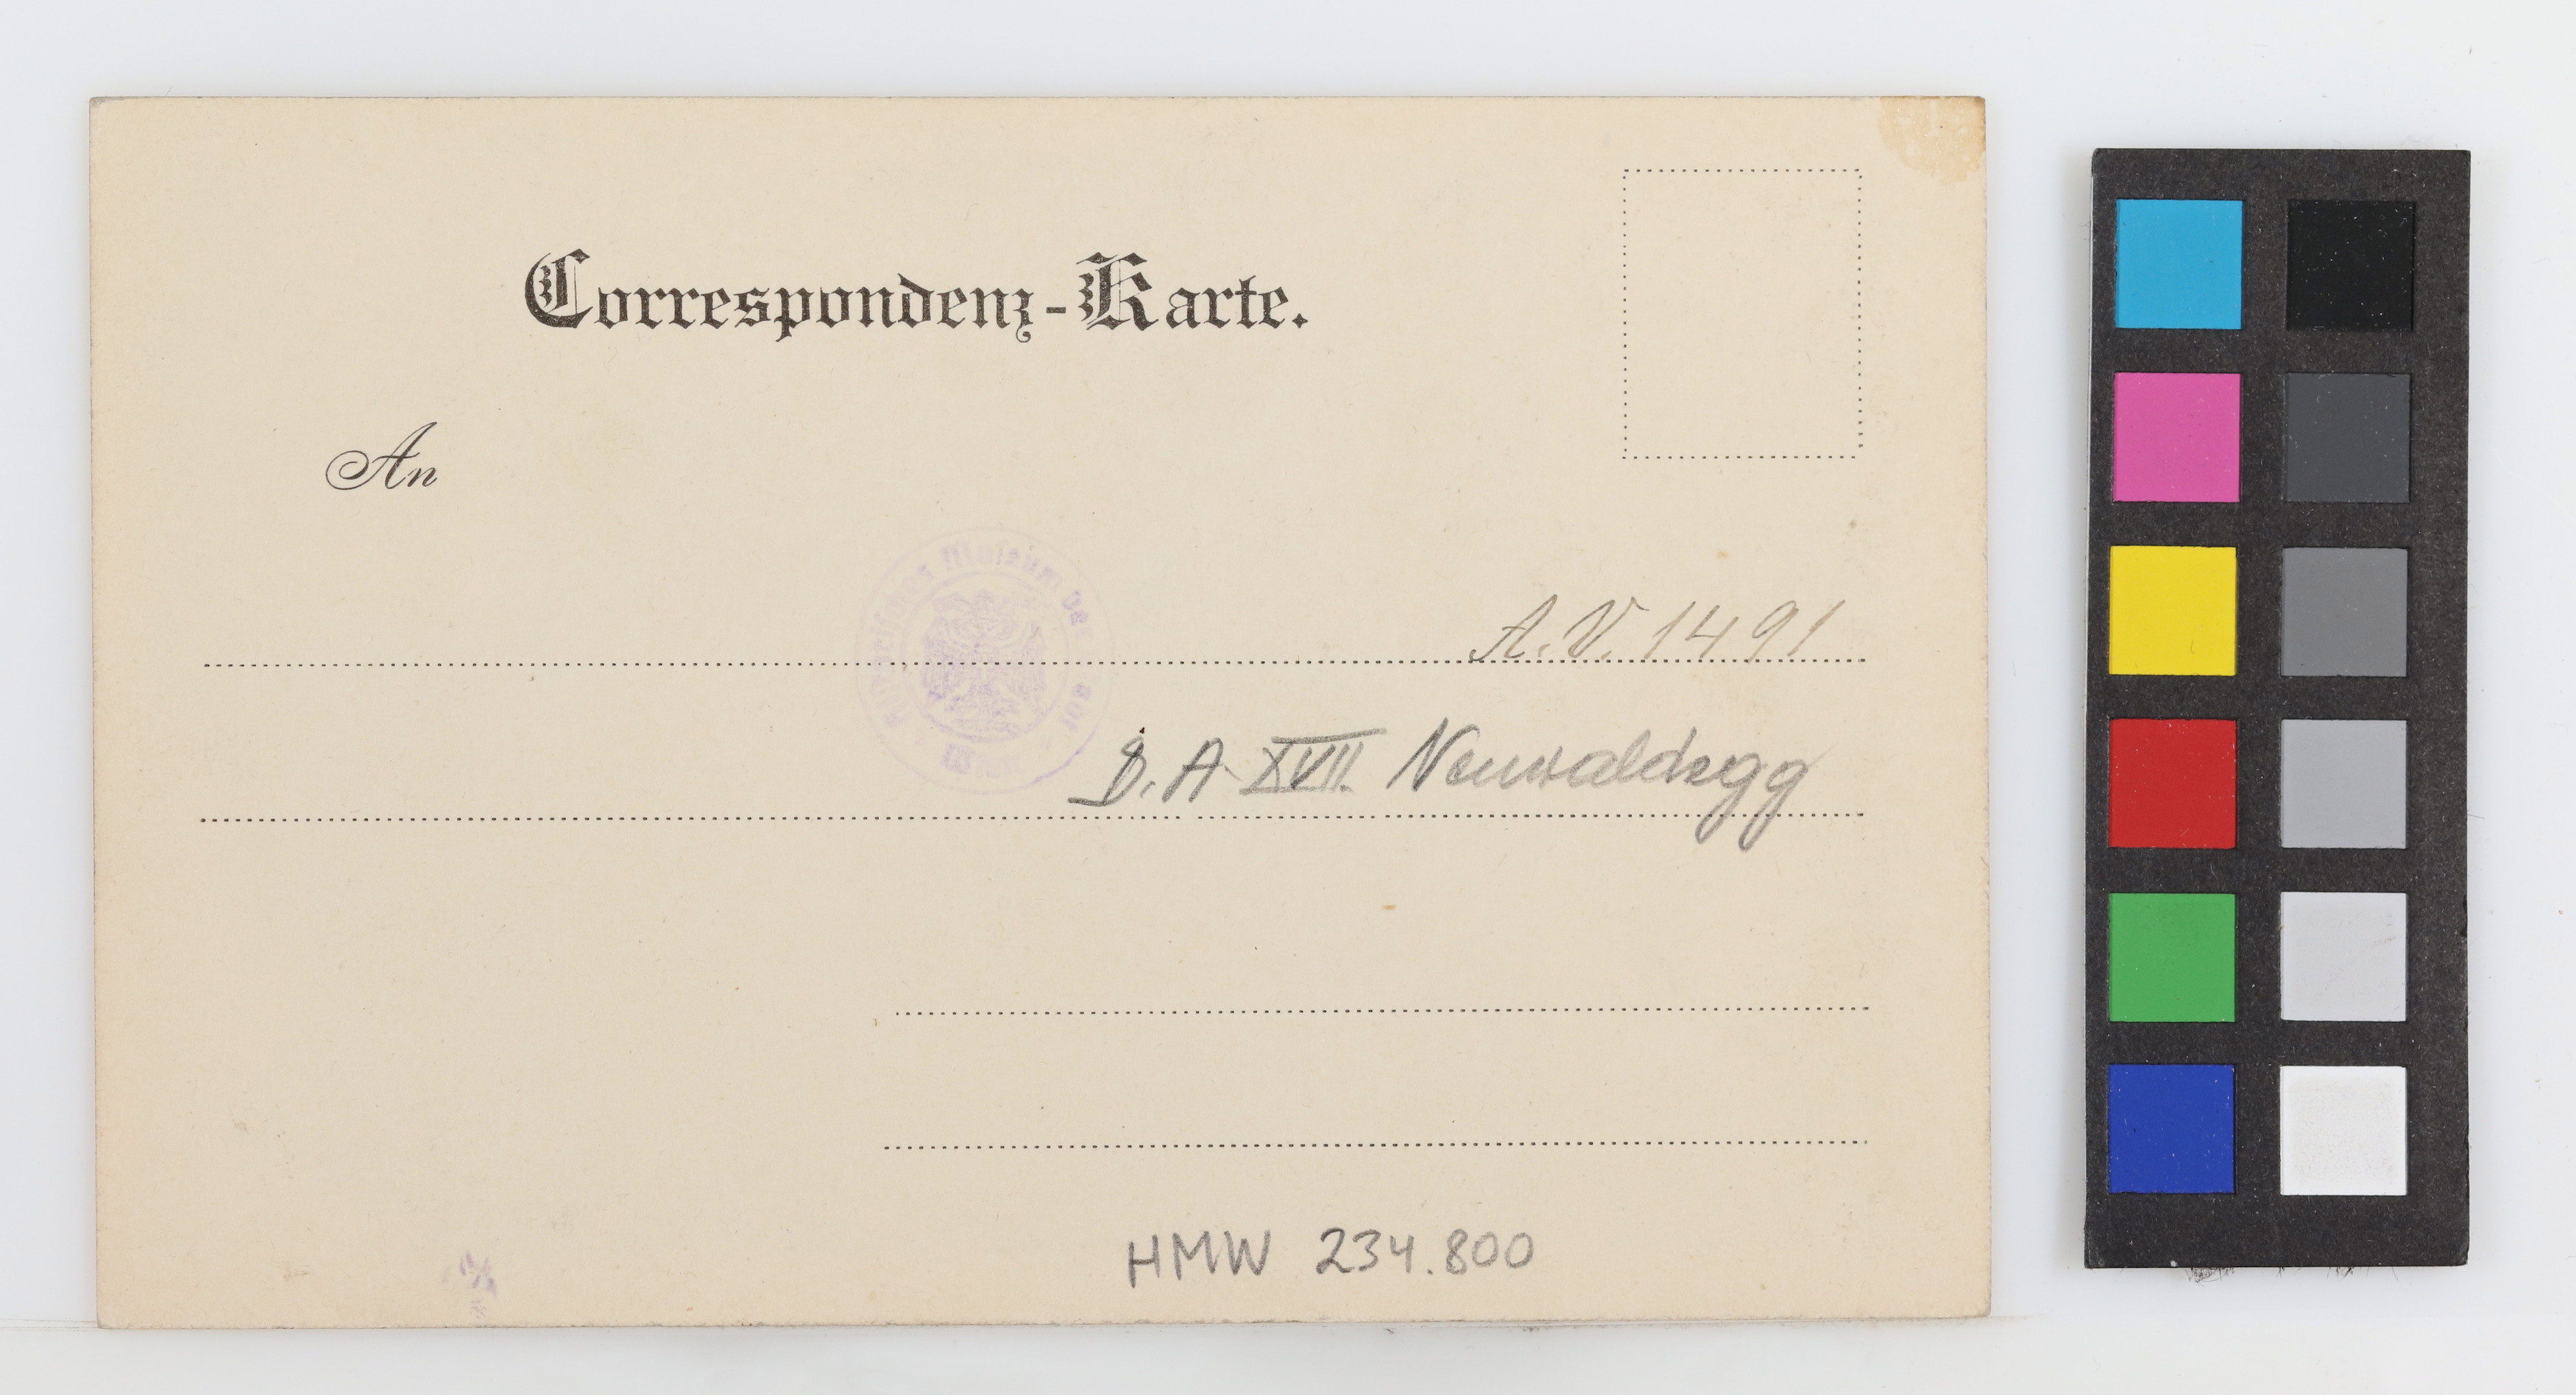 Correspondenz-Karte.
An
A.V. 1491
A XVII. Neuwaldegg
HMW 234.800